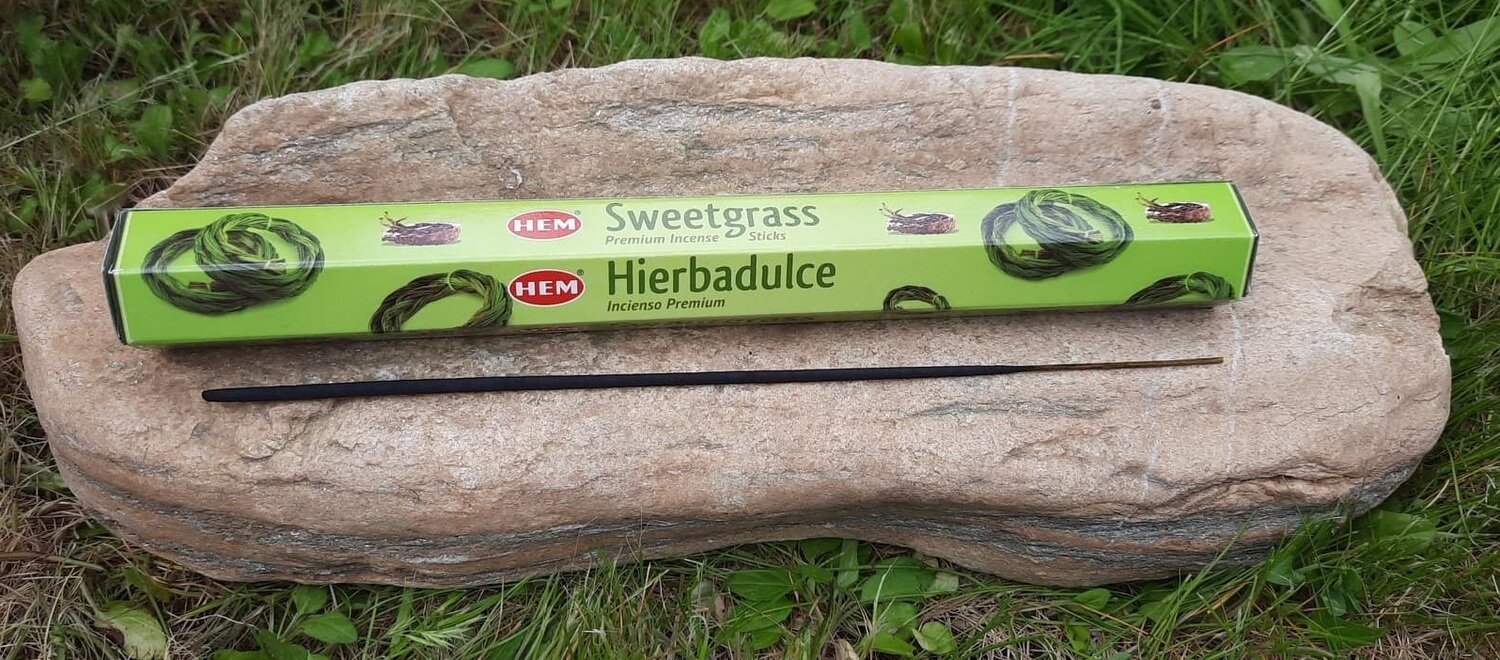 HEM® Sweetgrass
Premium Incense Sticks
HEM® Hierbadulce
Incienso Premium